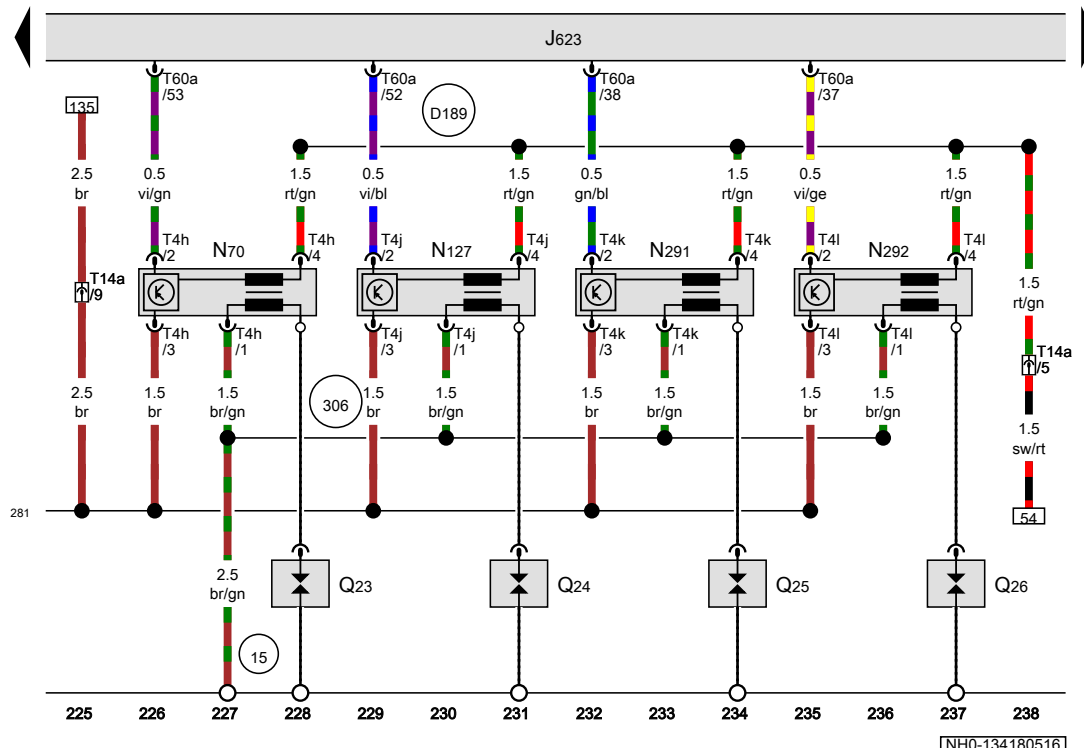 J623
T60a T60a T60a T60a
/53 /52 /38 /37
135 D189
2.5 0.5 1.5 0.5 1.5 0.5 1.5 0.5 1.5
br vi/gn rt/gn vi/bl rt/gn gn/bl rt/gn vi/ge rt/gn
T4h N70 T4h T4j N127 T4j T4k N291 T4k T4l N292 T4l
/2 /4 /2 /4 /2 /4 /2 /4
T14a 1.5
/9 rt/gn
T4h T4h T4j T4j T4k T4k T4l T4l
/3 /1 /3 /1 /3 /1 /3 /1
T14a
/5
2.5 1.5 1.5 306 1.5 1.5 1.5 1.5 1.5 1.5
br br br/gn br br/gn br br/gn br br/gn
1.5
sw/rt
281 54
2.5 Q23 Q24 Q25 Q26
br/gn
15
225 226 227 228 229 230 231 232 233 234 235 236 237 238
NH0-134180516